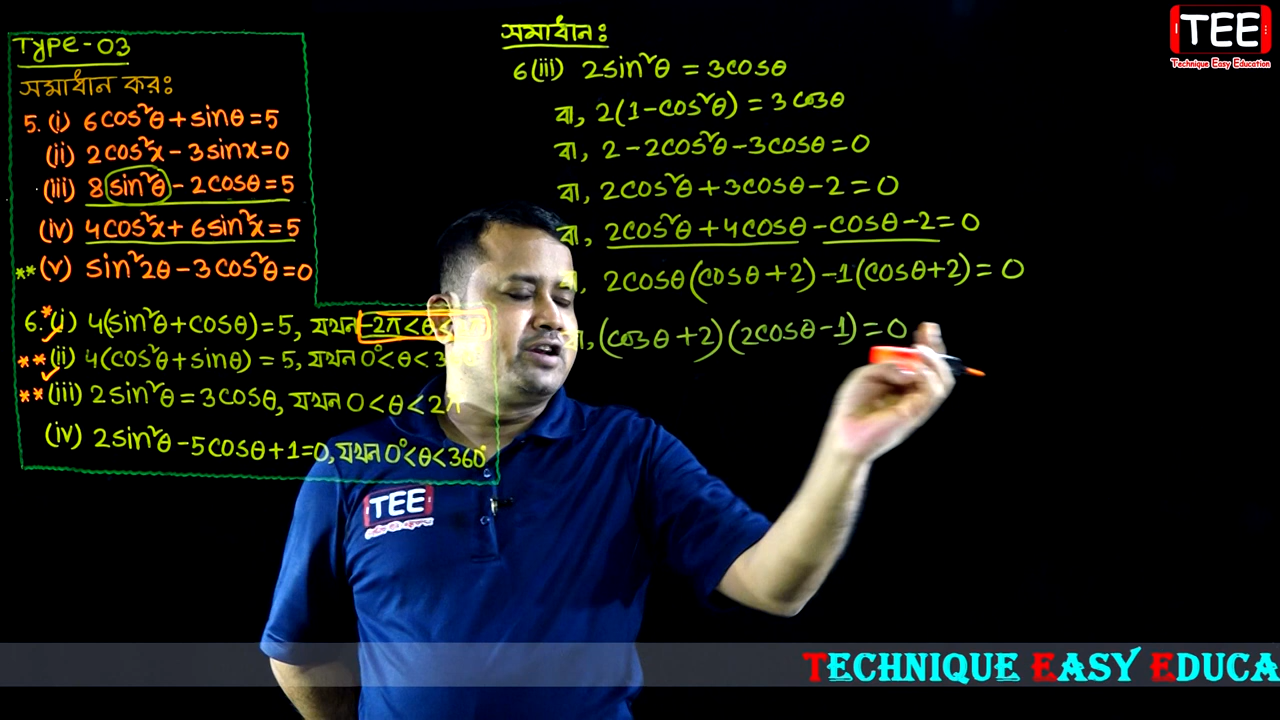 TYPE-03
সমাধান করঃ
5. (i) 6cos²θ+sinθ=5
(ii) 2cos²x-3sinx=0
(iii) 8sin²θ-2cosθ=5
(iv) 4cos²x+6sin²x=5
**(v) sin²2θ-3cos²θ=0
6.*(i) 4(sin²θ+cosθ)=5, যখন -2π<θ<
**(ii) 4(cos²θ+sinθ)=5, যখন 0°<θ<3
**(iii) 2sin²θ=3cosθ, যখন 0<θ<2π
(iv) 2sin²θ-5cosθ+1=0, যখন 0°<θ<360°
সমাধানঃ
6(iii) 2sin²θ=3cosθ
বা, 2(1-cos²θ)=3cosθ
বা, 2-2cos²θ-3cosθ=0
বা, 2cos²θ+3cosθ-2=0
বা, 2cos²θ+4cosθ-cosθ-2=0
2cosθ(cosθ+2)-1(cosθ+2)=0
(cosθ+2)(2cosθ-1)=0
TEE
Technique Easy Education
TEE
TECHNIQUE EASY EDUCA